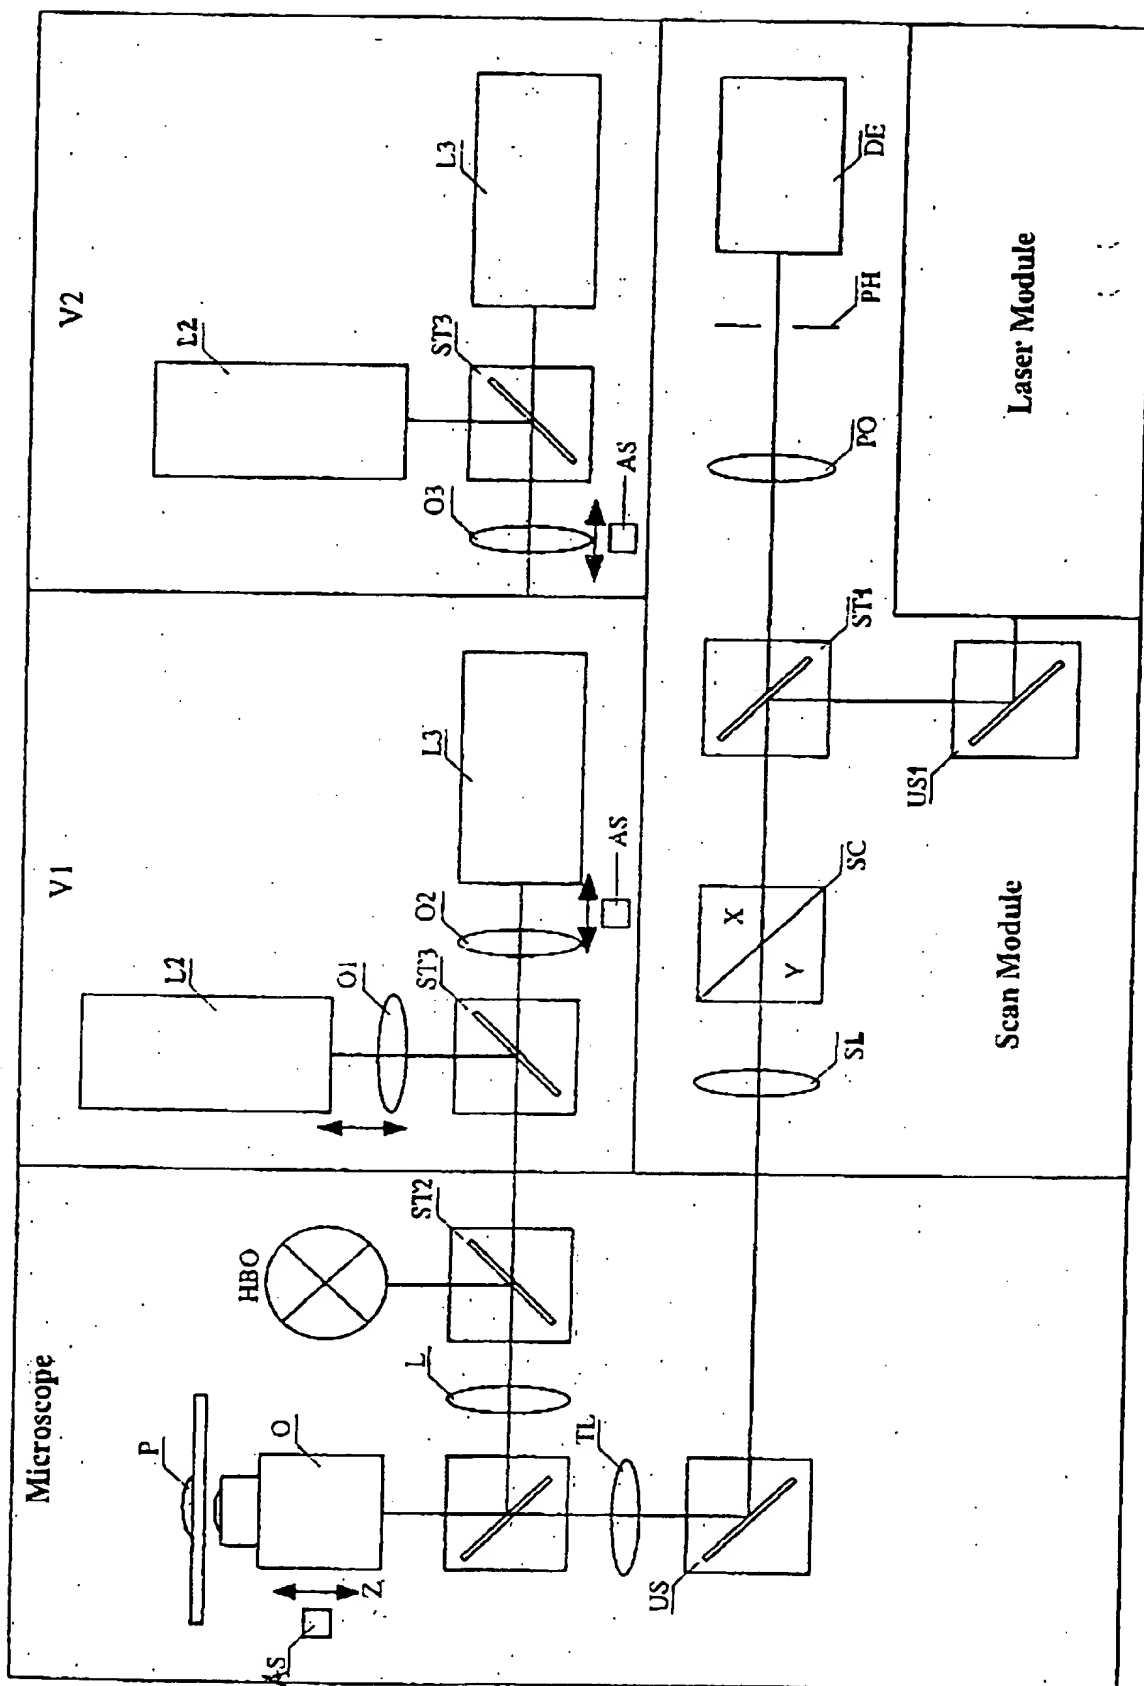 Microscope
P
O
Z
AS
HBO
L
ST2
TL
US
V1
L2
O1
ST3
O2
L3
AS
V2
L2
L3
ST3
O3
AS
Scan Module
SL
X
Y
SC
ST1
US1
PO
PH
DE
Laser Module